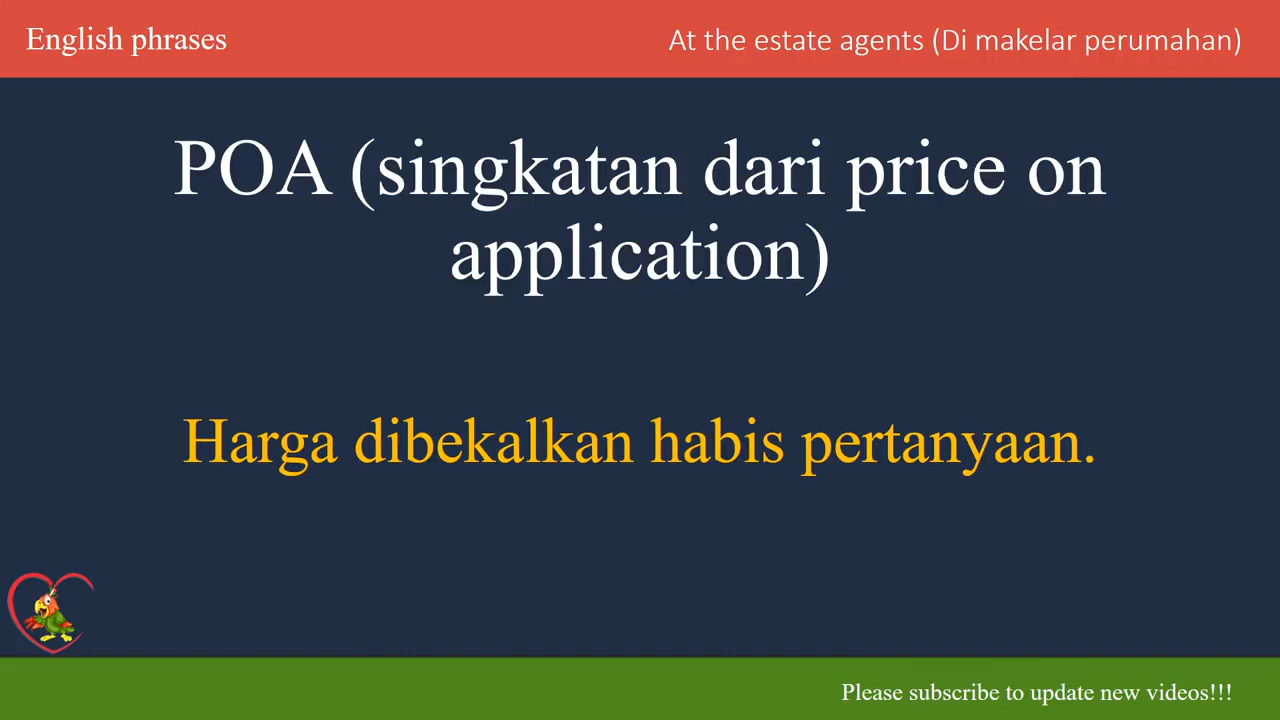 English phrases
At the estate agents (Di makelar perumahan)
POA (singkatan dari price on
application)
Harga dibekalkan habis pertanyaan.
Please subscribe to update new videos!!!